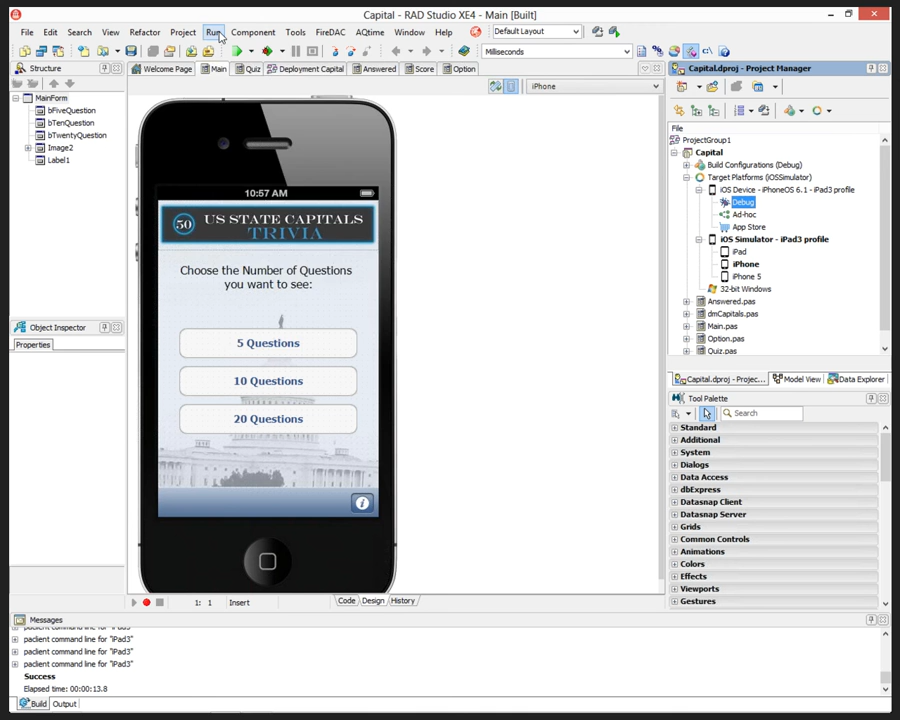 Capital - RAD Studio XE4 - Main [Built]
File Edit Search View Refactor Project Run Component Tools FireDAC AQtime Window Help Default Layout
Milliseconds
Structure
Welcome Page Main Quiz Deployment Capital Answered Score Option
Capital.dproj - Project Manager
iPhone
MainForm
bFiveQuestion
bTenQuestion
bTwentyQuestion
Image2
Label1
10:57 AM
50 US STATE CAPITALS
TRIVIA
Choose the Number of Questions
you want to see:
5 Questions
10 Questions
20 Questions
i
Object Inspector
Properties
File
ProjectGroup1
Capital
Build Configurations (Debug)
Target Platforms (iOSSimulator)
iOS Device - iPhoneOS 6.1 - iPad3 profile
Debug
Ad-hoc
App Store
iOS Simulator - iPad3 profile
iPad
iPhone
iPhone 5
32-bit Windows
Answered.pas
dmCapitals.pas
Main.pas
Option.pas
Quiz.pas
Capital.dproj - Projec... Model View Data Explorer
Tool Palette
Search
Standard
Additional
System
Dialogs
Data Access
dbExpress
Datasnap Client
Datasnap Server
Grids
Common Controls
Animations
Colors
Effects
Viewports
Gestures
1: 1 Insert Code Design History
Messages
paclient command line for "iPad3"
paclient command line for "iPad3"
paclient command line for "iPad3"
paclient command line for "iPad3"
Success
Elapsed time: 00:00:13.8
Build Output